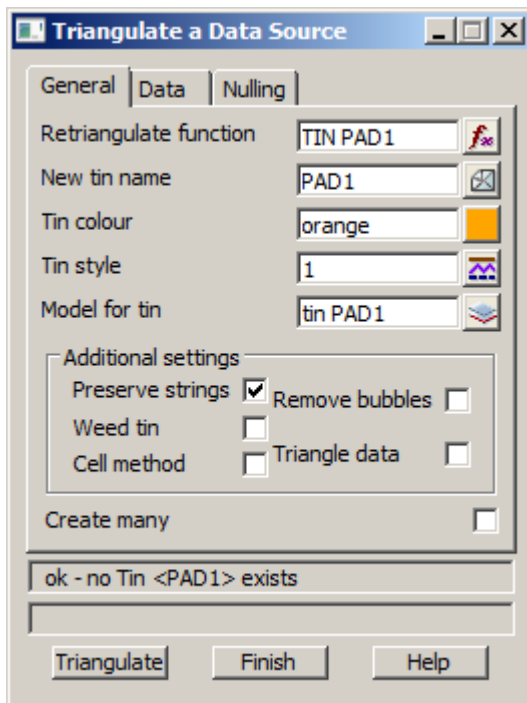 Triangulate a Data Source
General Data Nulling
Retriangulate function TIN PAD1
New tin name PAD1
Tin colour orange
Tin style 1
Model for tin tin PAD1
Additional settings
Preserve strings Remove bubbles
Weed tin
Cell method Triangle data
Create many
ok - no Tin <PAD1> exists
Triangulate Finish Help